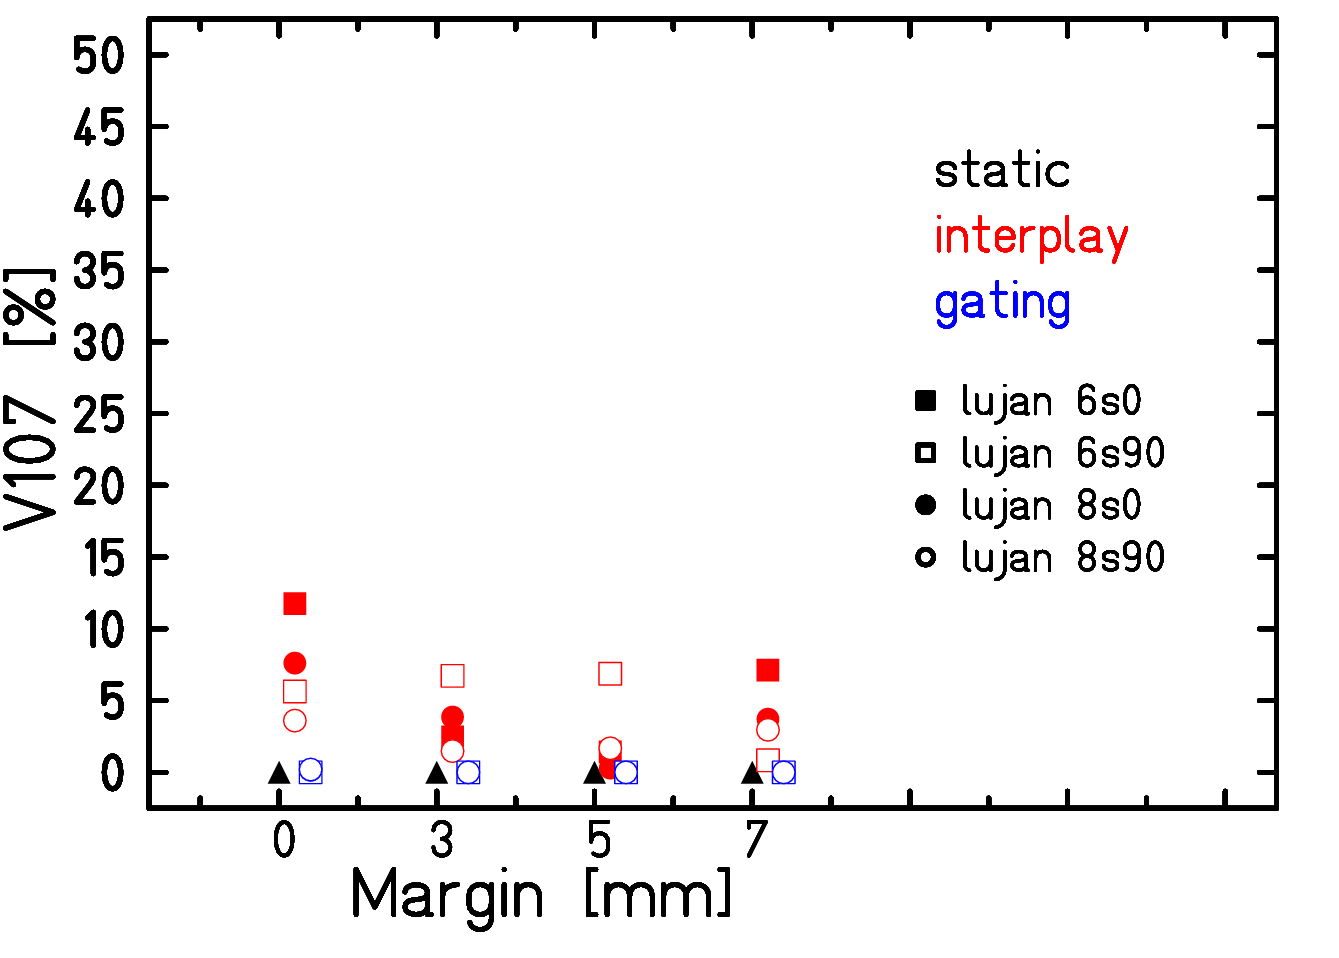 50
45
40
35
30
25
20
15
10
5
0
V107 [%]
static
interplay
gating
lujan 6s0
lujan 6s90
lujan 8s0
lujan 8s90
0 3 5 7
Margin [mm]